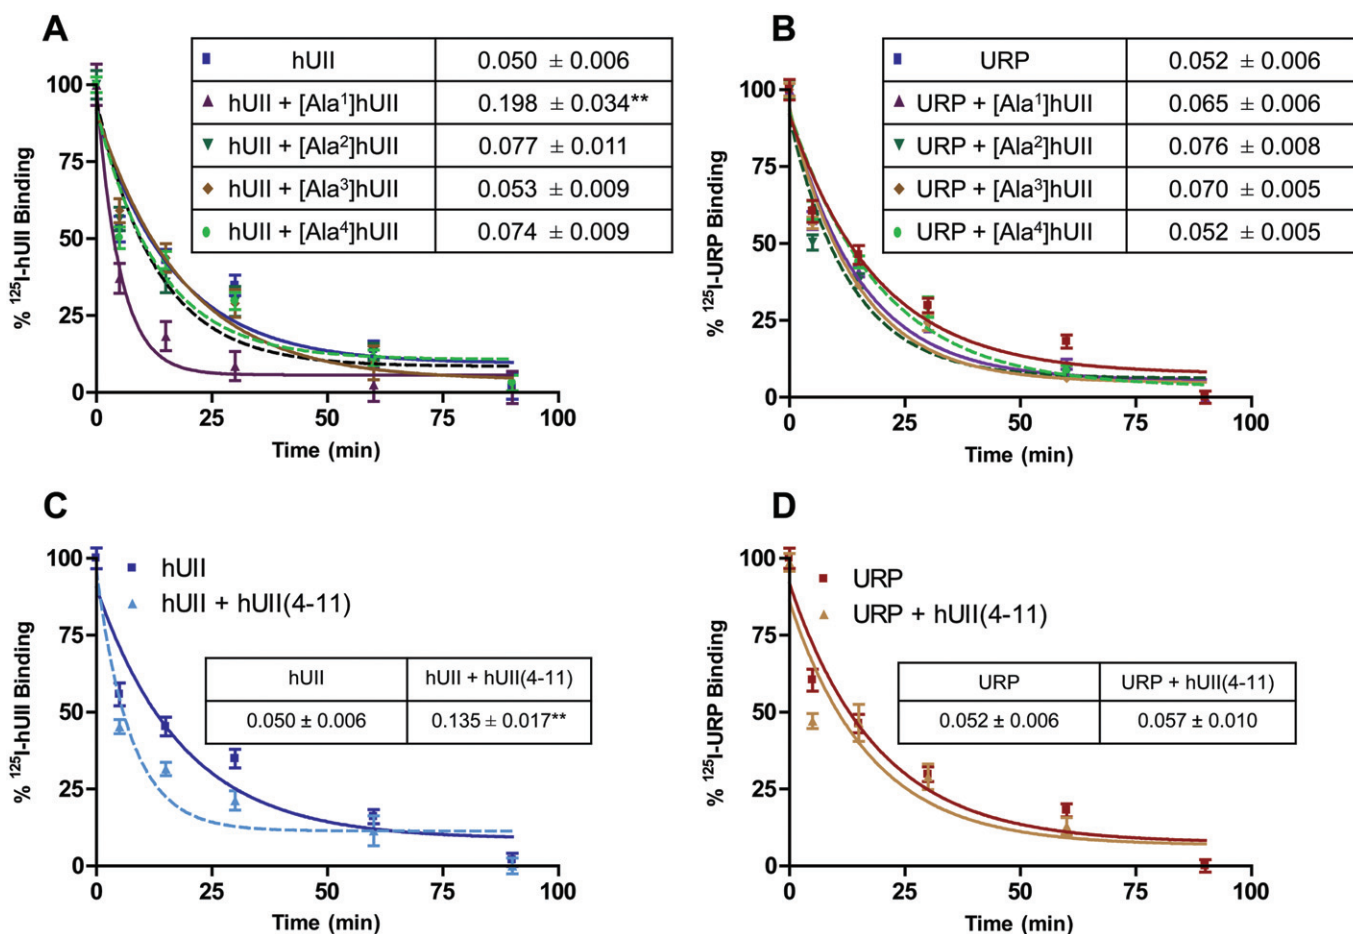 A
hUII 0.050 ± 0.006
hUII + [Ala¹]hUII 0.198 ± 0.034**
hUII + [Ala²]hUII 0.077 ± 0.011
hUII + [Ala³]hUII 0.053 ± 0.009
hUII + [Ala⁴]hUII 0.074 ± 0.009
% ¹²⁵I-hUII Binding
100
75
50
25
0
0 25 50 75 100
Time (min)
B
URP 0.052 ± 0.006
URP + [Ala¹]hUII 0.065 ± 0.006
URP + [Ala²]hUII 0.076 ± 0.008
URP + [Ala³]hUII 0.070 ± 0.005
URP + [Ala⁴]hUII 0.052 ± 0.005
% ¹²⁵I-URP Binding
100
75
50
25
0
0 25 50 75 100
Time (min)
C
hUII
hUII + hUII(4-11)
hUII hUII + hUII(4-11)
0.050 ± 0.006 0.135 ± 0.017**
% ¹²⁵I-hUII Binding
100
75
50
25
0
0 25 50 75 100
Time (min)
D
URP
URP + hUII(4-11)
URP URP + hUII(4-11)
0.052 ± 0.006 0.057 ± 0.010
% ¹²⁵I-URP Binding
100
75
50
25
0
0 25 50 75 100
Time (min)